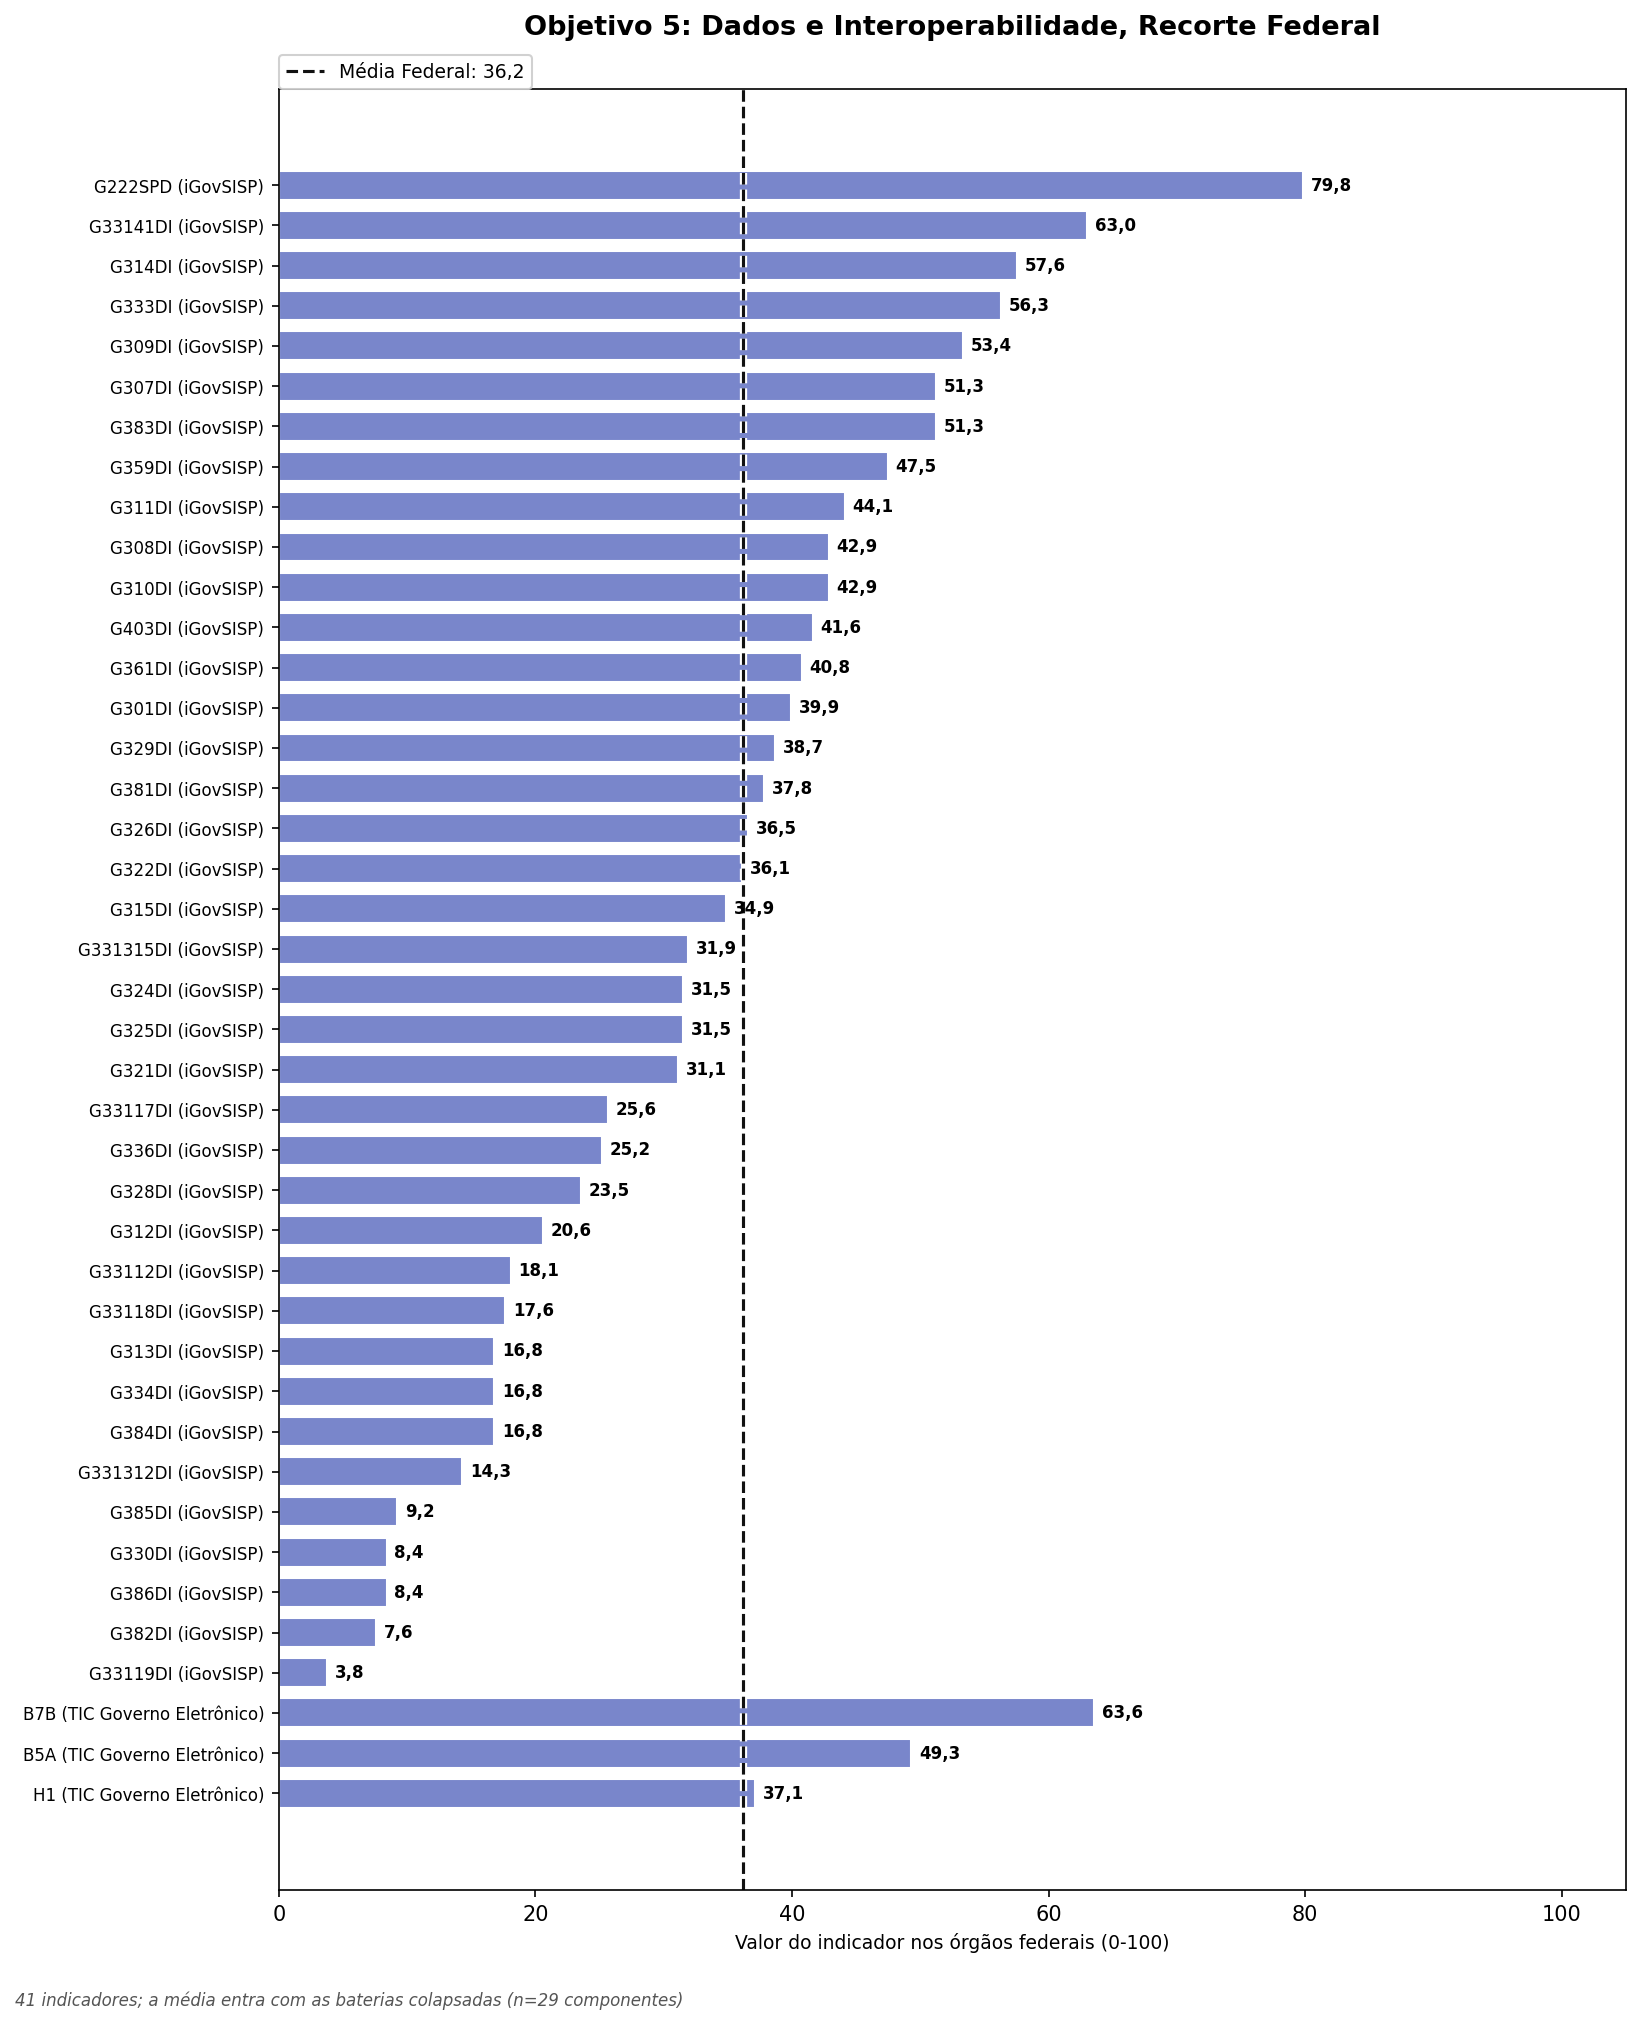 Objetivo 5: Dados e Interoperabilidade, Recorte Federal
Média Federal: 36,2
G222SPD (iGovSISP) 79,8
G33141DI (iGovSISP) 63,0
G314DI (iGovSISP) 57,6
G333DI (iGovSISP) 56,3
G309DI (iGovSISP) 53,4
G307DI (iGovSISP) 51,3
G383DI (iGovSISP) 51,3
G359DI (iGovSISP) 47,5
G311DI (iGovSISP) 44,1
G308DI (iGovSISP) 42,9
G310DI (iGovSISP) 42,9
G403DI (iGovSISP) 41,6
G361DI (iGovSISP) 40,8
G301DI (iGovSISP) 39,9
G329DI (iGovSISP) 38,7
G381DI (iGovSISP) 37,8
G326DI (iGovSISP) 36,5
G322DI (iGovSISP) 36,1
G315DI (iGovSISP) 34,9
G331315DI (iGovSISP) 31,9
G324DI (iGovSISP) 31,5
G325DI (iGovSISP) 31,5
G321DI (iGovSISP) 31,1
G33117DI (iGovSISP) 25,6
G336DI (iGovSISP) 25,2
G328DI (iGovSISP) 23,5
G312DI (iGovSISP) 20,6
G33112DI (iGovSISP) 18,1
G33118DI (iGovSISP) 17,6
G313DI (iGovSISP) 16,8
G334DI (iGovSISP) 16,8
G384DI (iGovSISP) 16,8
G331312DI (iGovSISP) 14,3
G385DI (iGovSISP) 9,2
G330DI (iGovSISP) 8,4
G386DI (iGovSISP) 8,4
G382DI (iGovSISP) 7,6
G33119DI (iGovSISP) 3,8
B7B (TIC Governo Eletrônico) 63,6
B5A (TIC Governo Eletrônico) 49,3
H1 (TIC Governo Eletrônico) 37,1
0 20 40 60 80 100
Valor do indicador nos órgãos federais (0-100)
41 indicadores; a média entra com as baterias colapsadas (n=29 componentes)